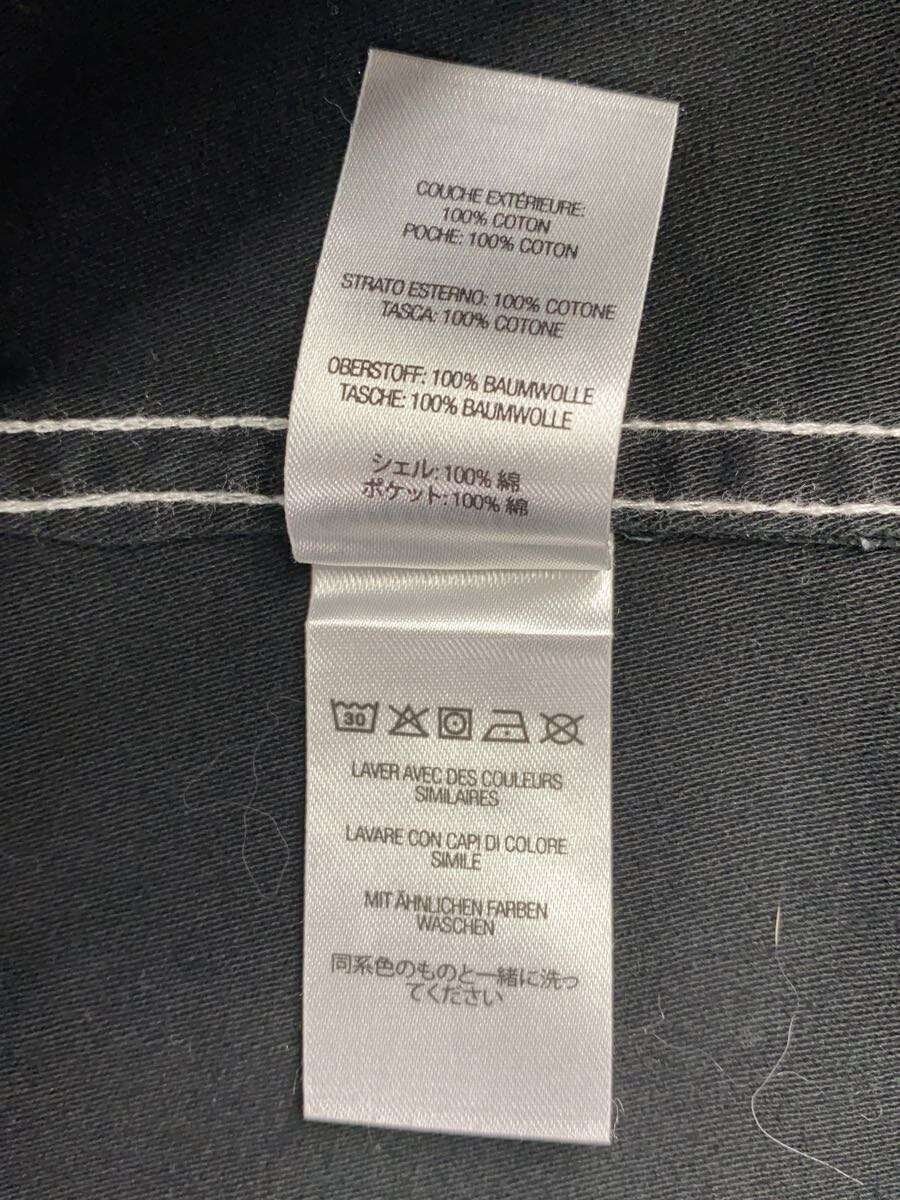 COUCHE EXTÉRIEURE:
100% COTON
POCHE: 100% COTON
STRATO ESTERNO: 100% COTONE
TASCA: 100% COTONE
OBERSTOFF: 100% BAUMWOLLE
TASCHE: 100% BAUMWOLLE
シェル: 100% 綿
ポケット: 100% 綿
30
LAVER AVEC DES COULEURS
SIMILAIRES
LAVARE CON CAPI DI COLORE
SIMILE
MIT ÄHNLICHEN FARBEN
WASCHEN
同系色のものと一緒に洗っ
てください